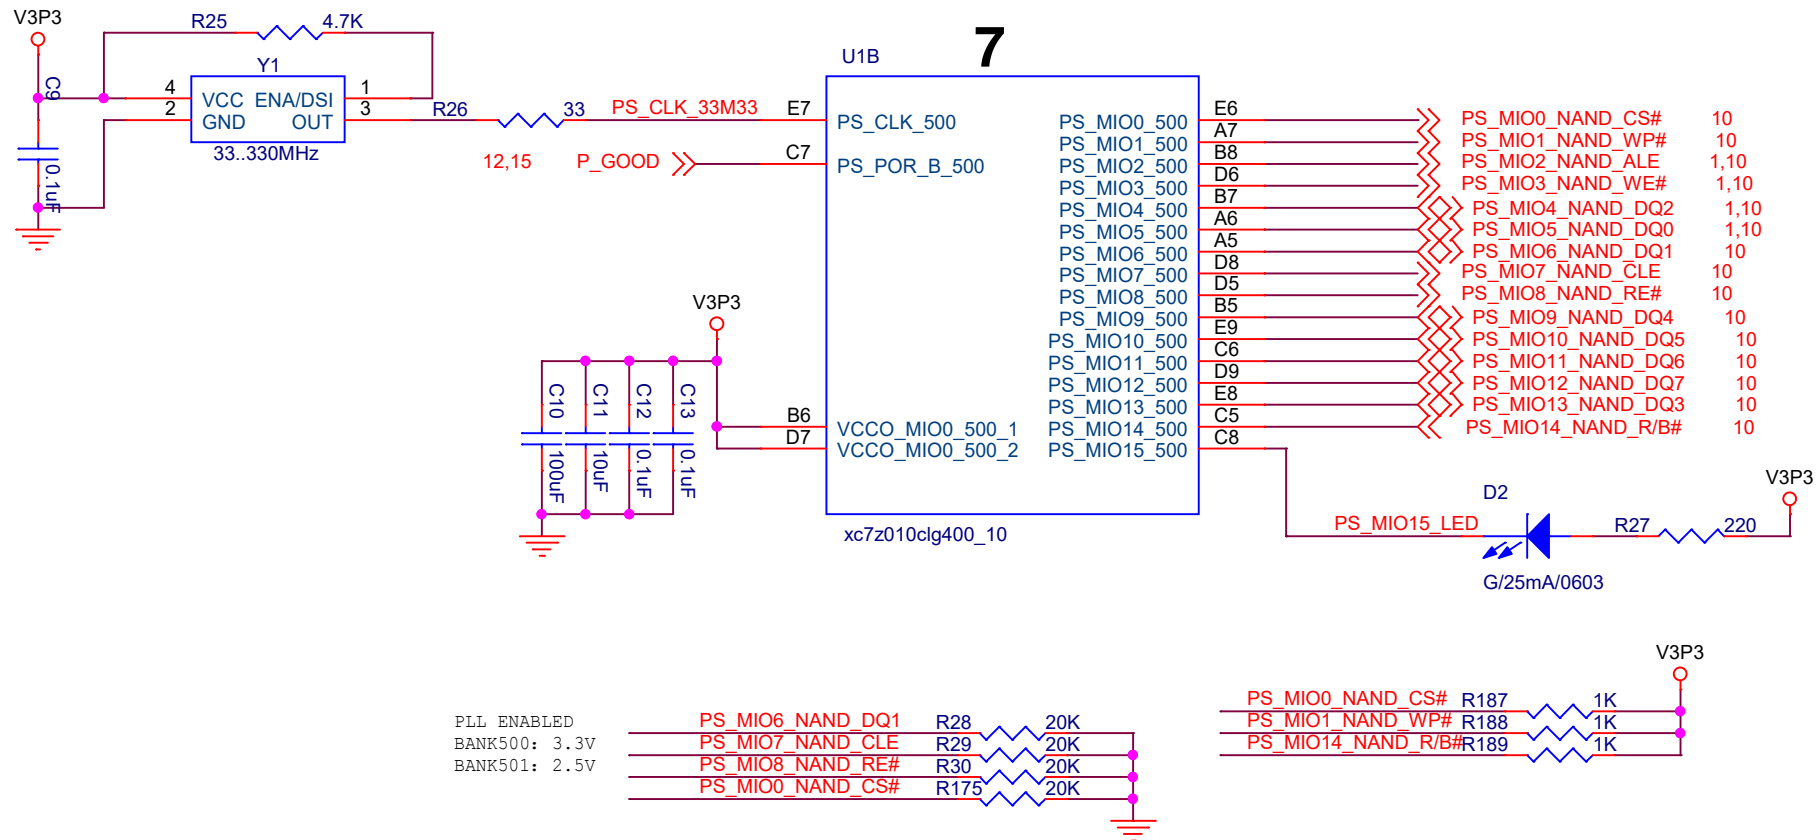 V3P3
R25 4.7K
7
Y1
U1B
C9
4 VCC ENA/DSI 1
2 GND OUT 3
33..330MHz
0.1uF
R26 33 PS_CLK_33M33 E7 PS_CLK_500
12,15 P_GOOD C7 PS_POR_B_500
PS_MIO0_500 E6 PS_MIO0_NAND_CS# 10
PS_MIO1_500 A7 PS_MIO1_NAND_WP# 10
PS_MIO2_500 B8 PS_MIO2_NAND_ALE 1,10
PS_MIO3_500 D6 PS_MIO3_NAND_WE# 1,10
PS_MIO4_500 B7 PS_MIO4_NAND_DQ2 1,10
PS_MIO5_500 A6 PS_MIO5_NAND_DQ0 1,10
PS_MIO6_500 A5 PS_MIO6_NAND_DQ1 10
PS_MIO7_500 D8 PS_MIO7_NAND_CLE 10
PS_MIO8_500 D5 PS_MIO8_NAND_RE# 10
PS_MIO9_500 B5 PS_MIO9_NAND_DQ4 10
PS_MIO10_500 E9 PS_MIO10_NAND_DQ5 10
PS_MIO11_500 C6 PS_MIO11_NAND_DQ6 10
PS_MIO12_500 D9 PS_MIO12_NAND_DQ7 10
PS_MIO13_500 E8 PS_MIO13_NAND_DQ3 10
PS_MIO14_500 C5 PS_MIO14_NAND_R/B# 10
PS_MIO15_500 C8
V3P3
C10 C11 C12 C13
100uF 10uF 0.1uF 0.1uF
B6 VCCO_MIO0_500_1
D7 VCCO_MIO0_500_2
xc7z010clg400_10
V3P3
D2
PS_MIO15_LED R27 220
G/25mA/0603
PLL ENABLED
BANK500: 3.3V
BANK501: 2.5V
PS_MIO6_NAND_DQ1 R28 20K
PS_MIO7_NAND_CLE R29 20K
PS_MIO8_NAND_RE# R30 20K
PS_MIO0_NAND_CS# R175 20K
V3P3
PS_MIO0_NAND_CS# R187 1K
PS_MIO1_NAND_WP# R188 1K
PS_MIO14_NAND_R/B# R189 1K